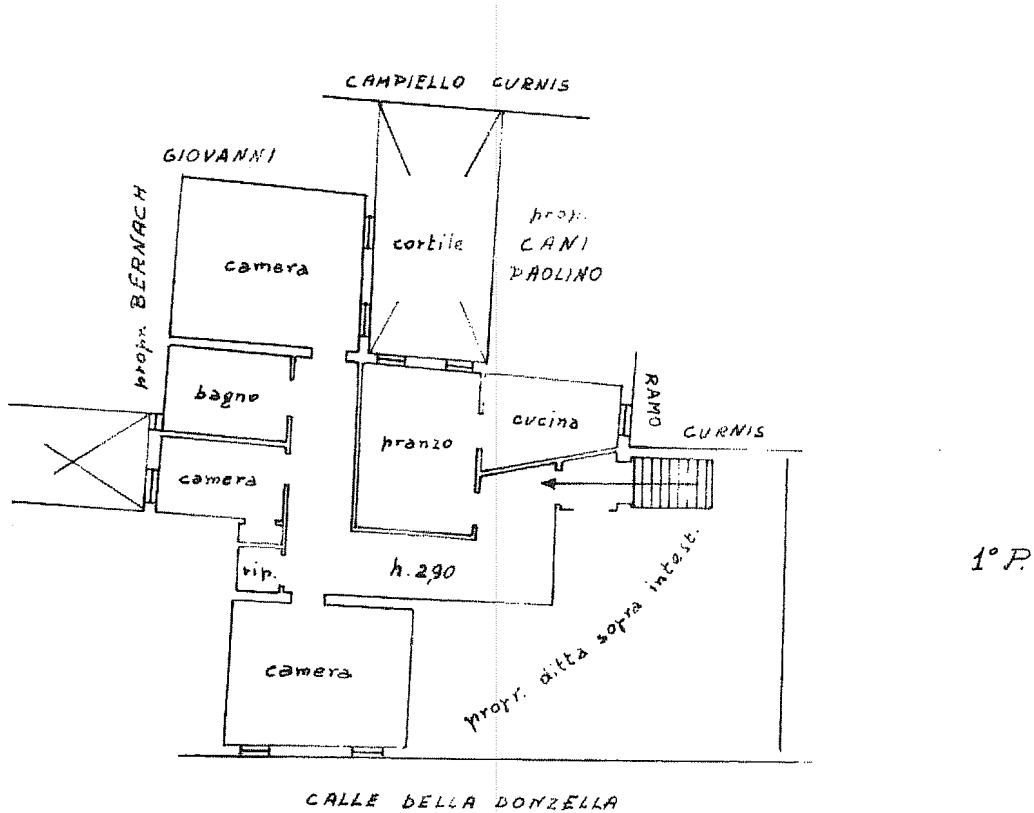 CAMPIELLO CURNIS
GIOVANNI
propr. BERNACH
camera
cortile
prop.
CANI
PAOLINO
bagno
pranzo
cucina
RAMO
CURNIS
camera
rip.
h. 2,90
1° P.
camera
propr. ditta sopra intest.
CALLE DELLA DONZELLA